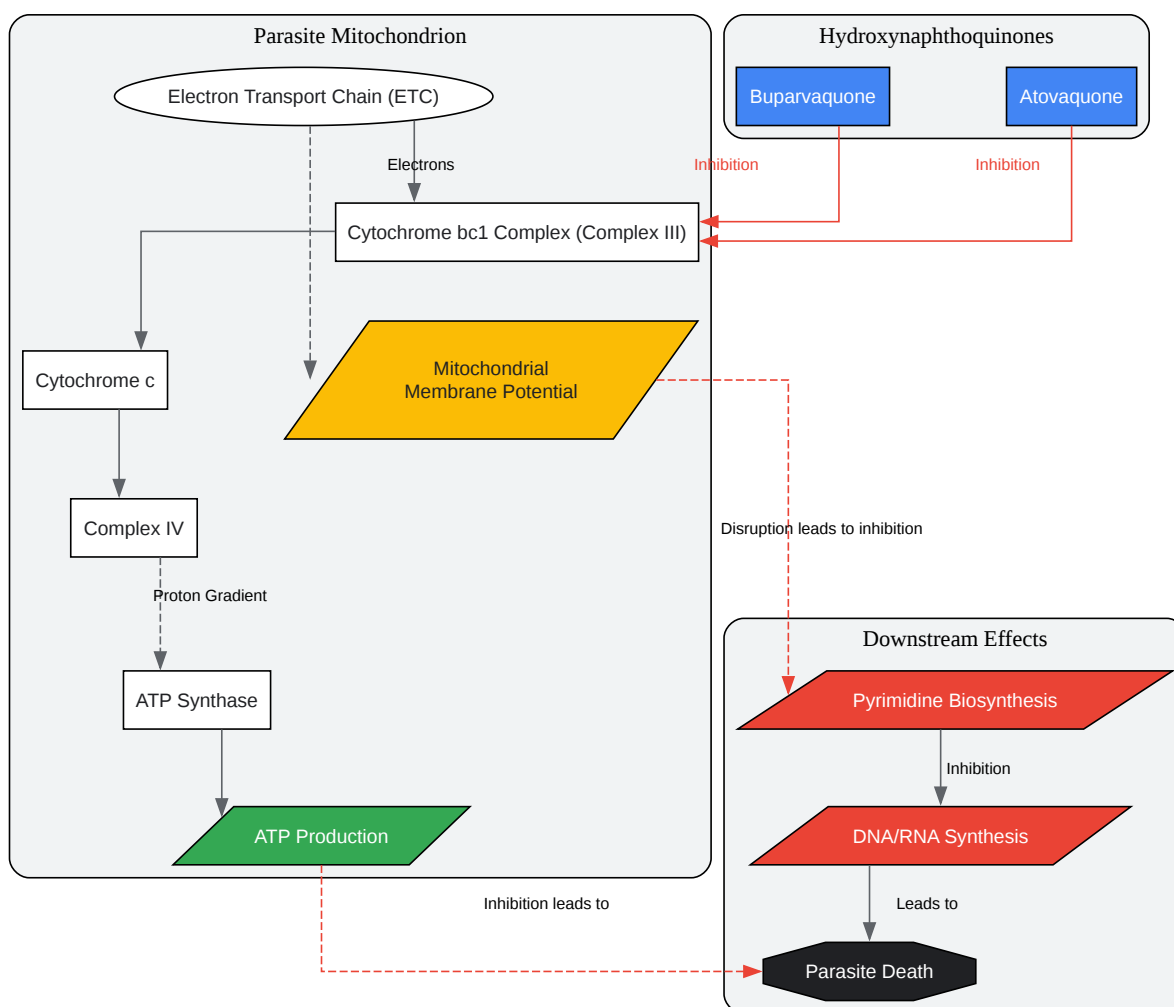 Parasite Mitochondrion
Hydroxynaphthoquinones
Electron Transport Chain (ETC)
Buparvaquone
Atovaquone
Electrons
Inhibition
Inhibition
Cytochrome bc1 Complex (Complex III)
Mitochondrial
Membrane Potential
Cytochrome c
Complex IV
Disruption leads to inhibition
Proton Gradient
Downstream Effects
ATP Synthase
Pyrimidine Biosynthesis
Inhibition
ATP Production
DNA/RNA Synthesis
Inhibition leads to
Leads to
Parasite Death